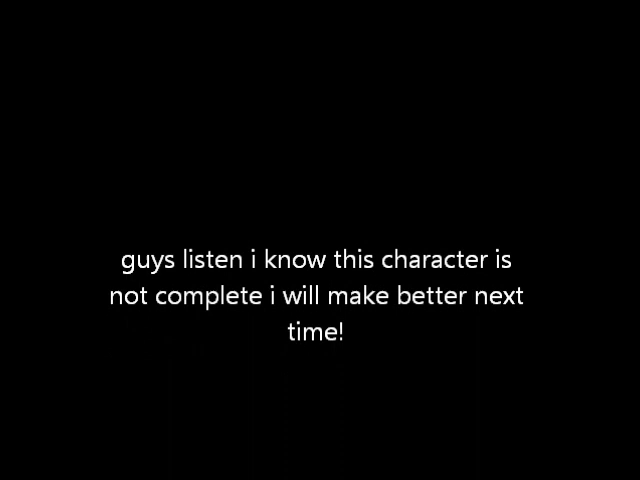 guys listen i know this character is
not complete i will make better next
time!